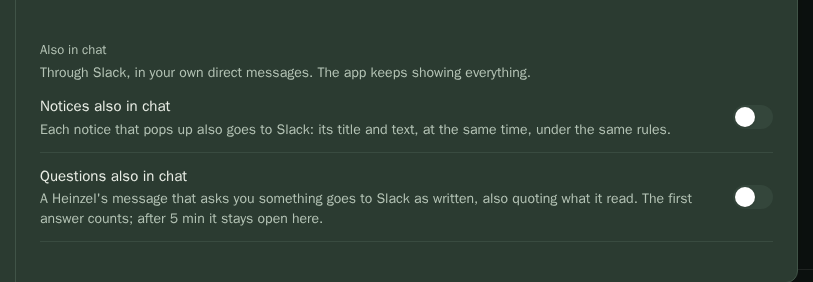 Also in chat
Through Slack, in your own direct messages. The app keeps showing everything.
Notices also in chat
Each notice that pops up also goes to Slack: its title and text, at the same time, under the same rules.
Questions also in chat
A Heinzel's message that asks you something goes to Slack as written, also quoting what it read. The first
answer counts; after 5 min it stays open here.